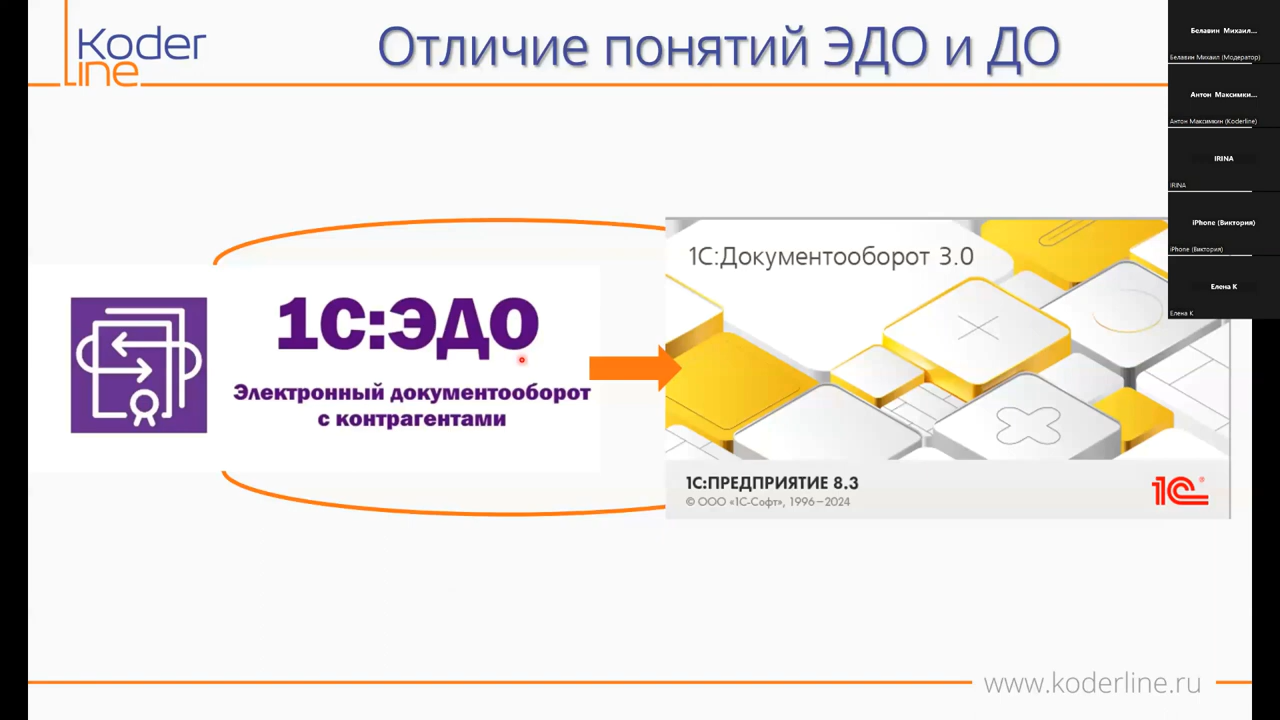 Koder
line
Отличие понятий ЭДО и ДО
Белавин Михаил...
Белавин Михаил (Модератор)
Антон Максимки...
Антон Максимкин (Koderline)
IRINA
IRINA
iPhone (Виктория)
iPhone (Виктория)
Елена К
Елена К
1С:ЭДО
Электронный документооборот
с контрагентами
1С:Документооборот 3.0
1С:ПРЕДПРИЯТИЕ 8.3
© ООО «1С-Софт», 1996—2024
1С®
www.koderline.ru